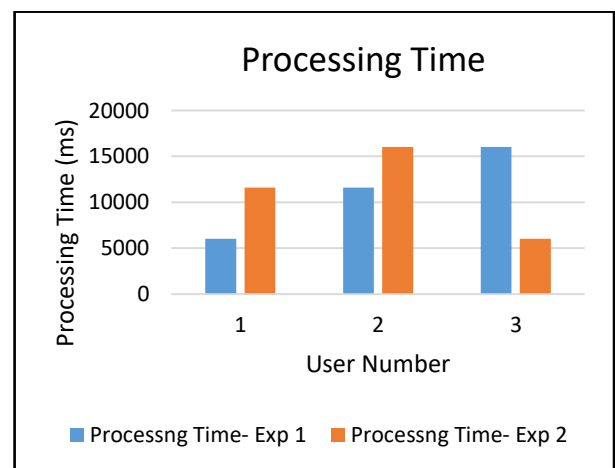 Processing Time
Processing Time (ms)
20000
15000
10000
5000
0
1 2 3
User Number
Processng Time- Exp 1 Processng Time- Exp 2